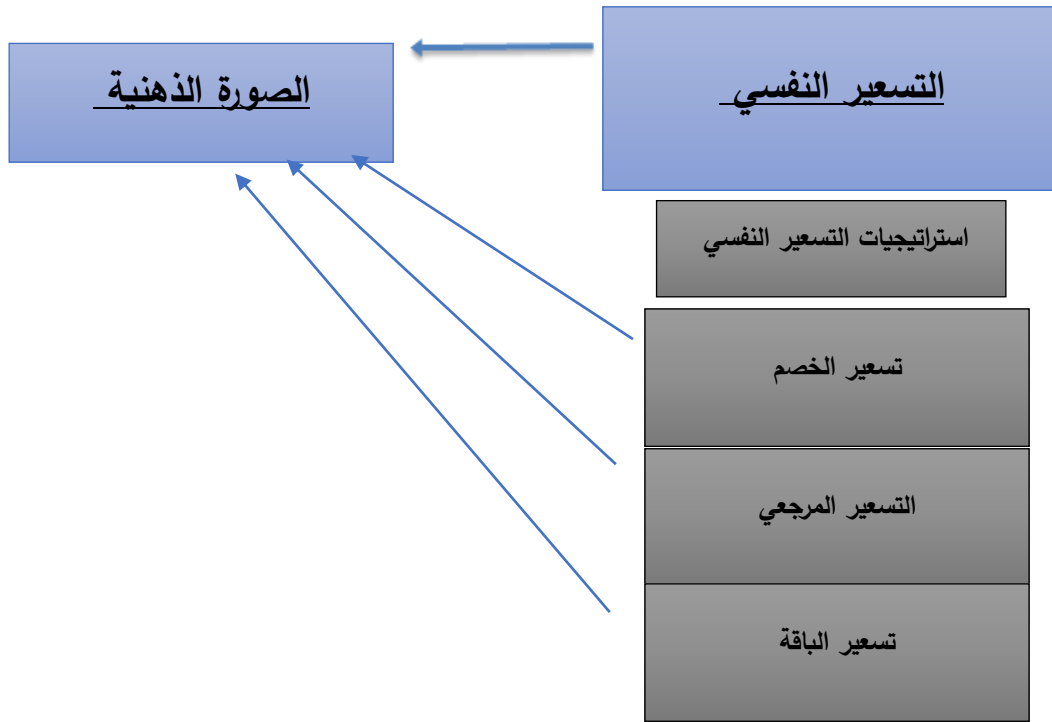 التسعير النفسي
الصورة الذهنية
استراتيجيات التسعير النفسي
تسعير الخصم
التسعير المرجعي
تسعير الباقة